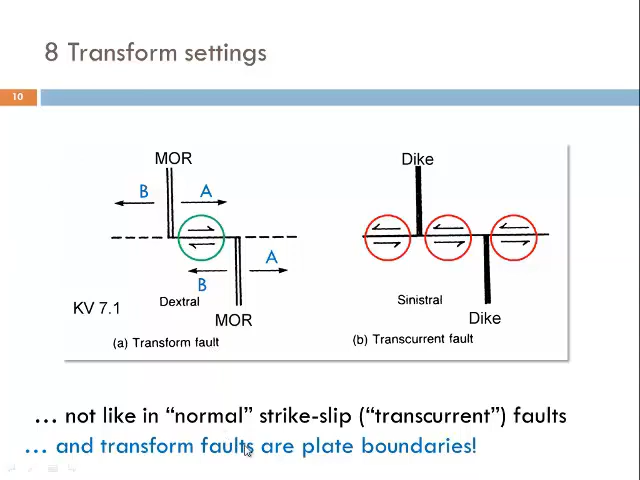 8 Transform settings
10
MOR
B
A
A
B
Dextral
KV 7.1
MOR
(a) Transform fault
Dike
Sinistral
Dike
(b) Transcurrent fault
... not like in “normal” strike-slip (“transcurrent”) faults
... and transform faults are plate boundaries!